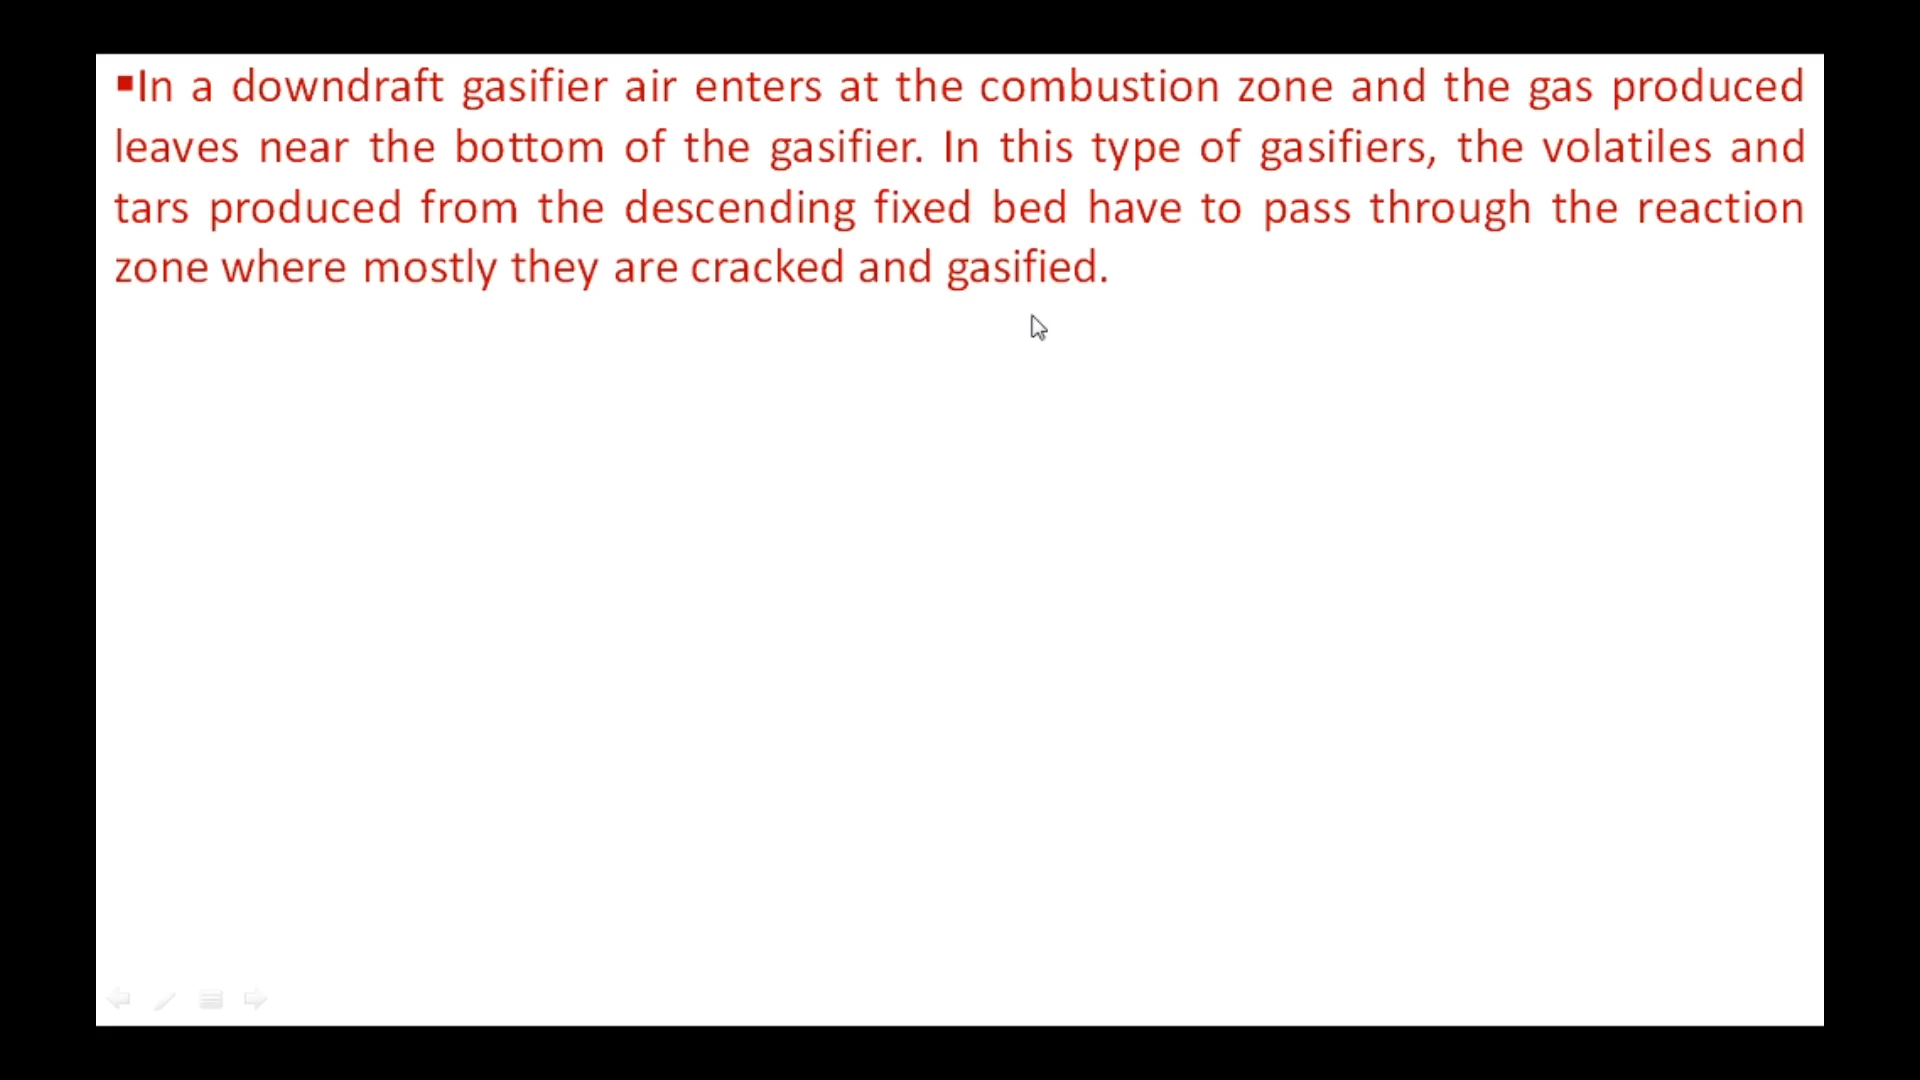 ▪In a downdraft gasifier air enters at the combustion zone and the gas produced
leaves near the bottom of the gasifier. In this type of gasifiers, the volatiles and
tars produced from the descending fixed bed have to pass through the reaction
zone where mostly they are cracked and gasified.